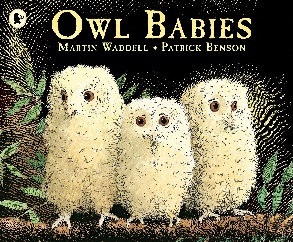 OWL BABIES
MARTIN WADDELL • PATRICK BENSON